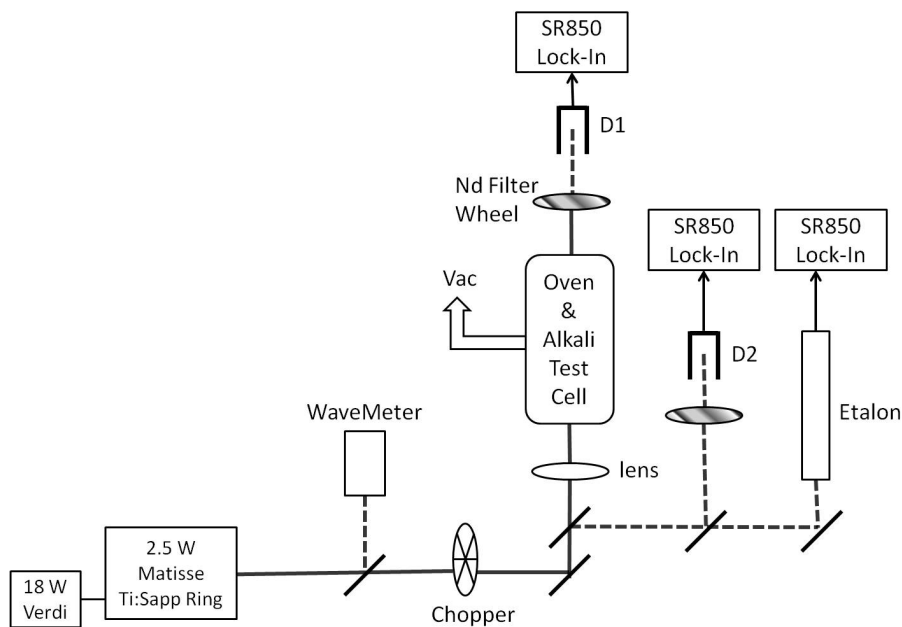 SR850
Lock-In
D1
Nd Filter
Wheel
SR850
Lock-In
SR850
Lock-In
Vac
Oven
&
Alkali
Test
Cell
D2
WaveMeter
Etalon
lens
2.5 W
Matisse
Ti:Sapp Ring
18 W
Verdi
Chopper